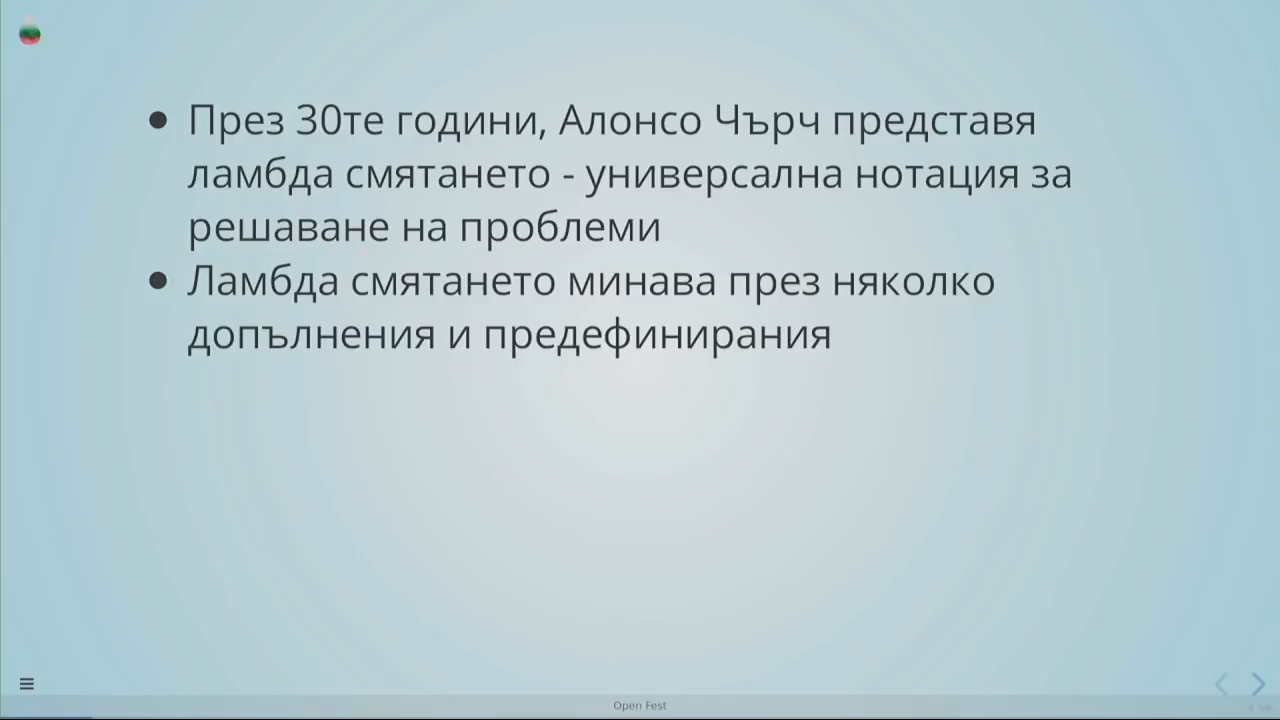 • През 30те години, Алонсо Чърч представя
ламбда смятането - универсална нотация за
решаване на проблеми
• Ламбда смятането минава през няколко
допълнения и предефинирания
Open Fest